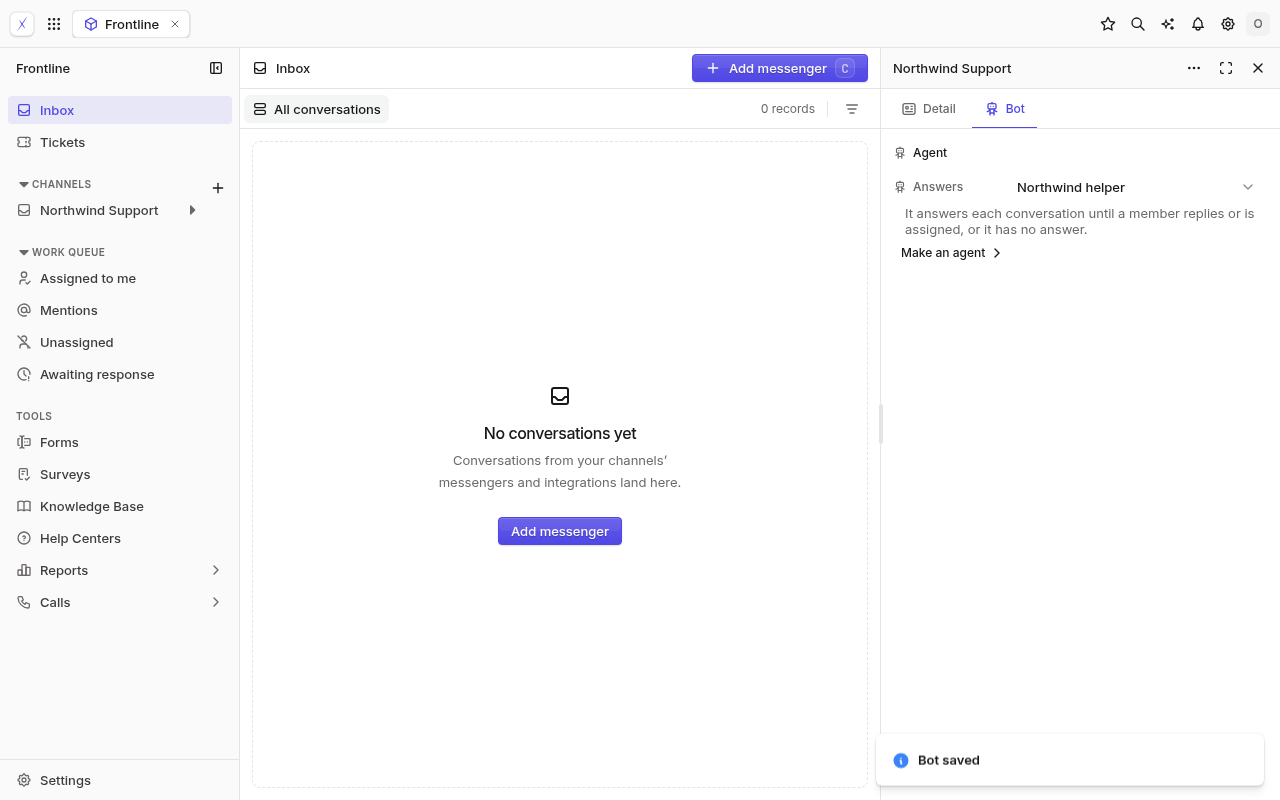 Frontline
O
Frontline
Inbox
Tickets
CHANNELS
Northwind Support
WORK QUEUE
Assigned to me
Mentions
Unassigned
Awaiting response
TOOLS
Forms
Surveys
Knowledge Base
Help Centers
Reports
Calls
Settings
Inbox
Add messenger C
All conversations
0 records
No conversations yet
Conversations from your channels’
messengers and integrations land here.
Add messenger
Northwind Support
Detail
Bot
Agent
Answers Northwind helper
It answers each conversation until a member replies or is
assigned, or it has no answer.
Make an agent
Bot saved